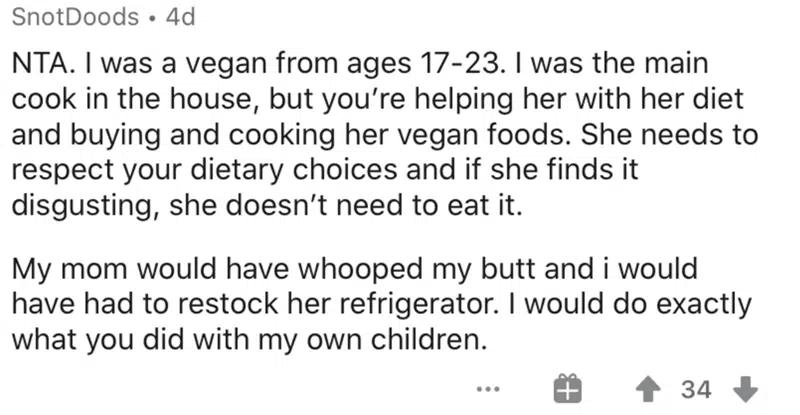 SnotDoods • 4d
NTA. I was a vegan from ages 17-23. I was the main
cook in the house, but you’re helping her with her diet
and buying and cooking her vegan foods. She needs to
respect your dietary choices and if she finds it
disgusting, she doesn’t need to eat it.
My mom would have whooped my butt and i would
have had to restock her refrigerator. I would do exactly
what you did with my own children.
34